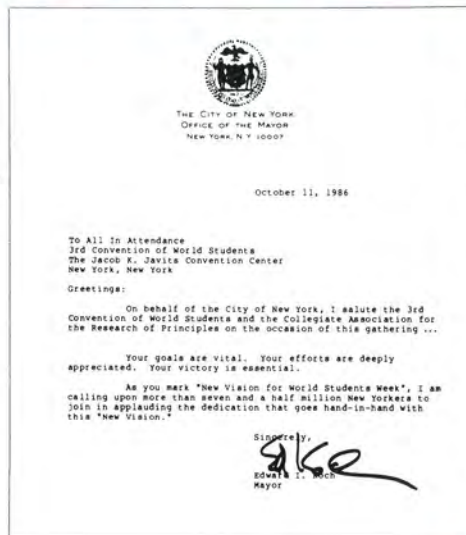 THE CITY OF NEW YORK
OFFICE OF THE MAYOR
NEW YORK, N Y 10007
October 11, 1986
To All In Attendance
3rd Convention of World Students
The Jacob K. Javits Convention Center
New York, New York
Greetings:
On behalf of the City of New York, I salute the 3rd
Convention of World Students and the Collegiate Association for
the Research of Principles on the occasion of this gathering ...
Your goals are vital. Your efforts are deeply
appreciated. Your victory is essential.
As you mark "New Vision for World Students Week", I am
calling upon more than seven and a half million New Yorkers to
join in applauding the dedication that goes hand-in-hand with
this "New Vision."
Sincerely,
Edward I. Koch
Mayor